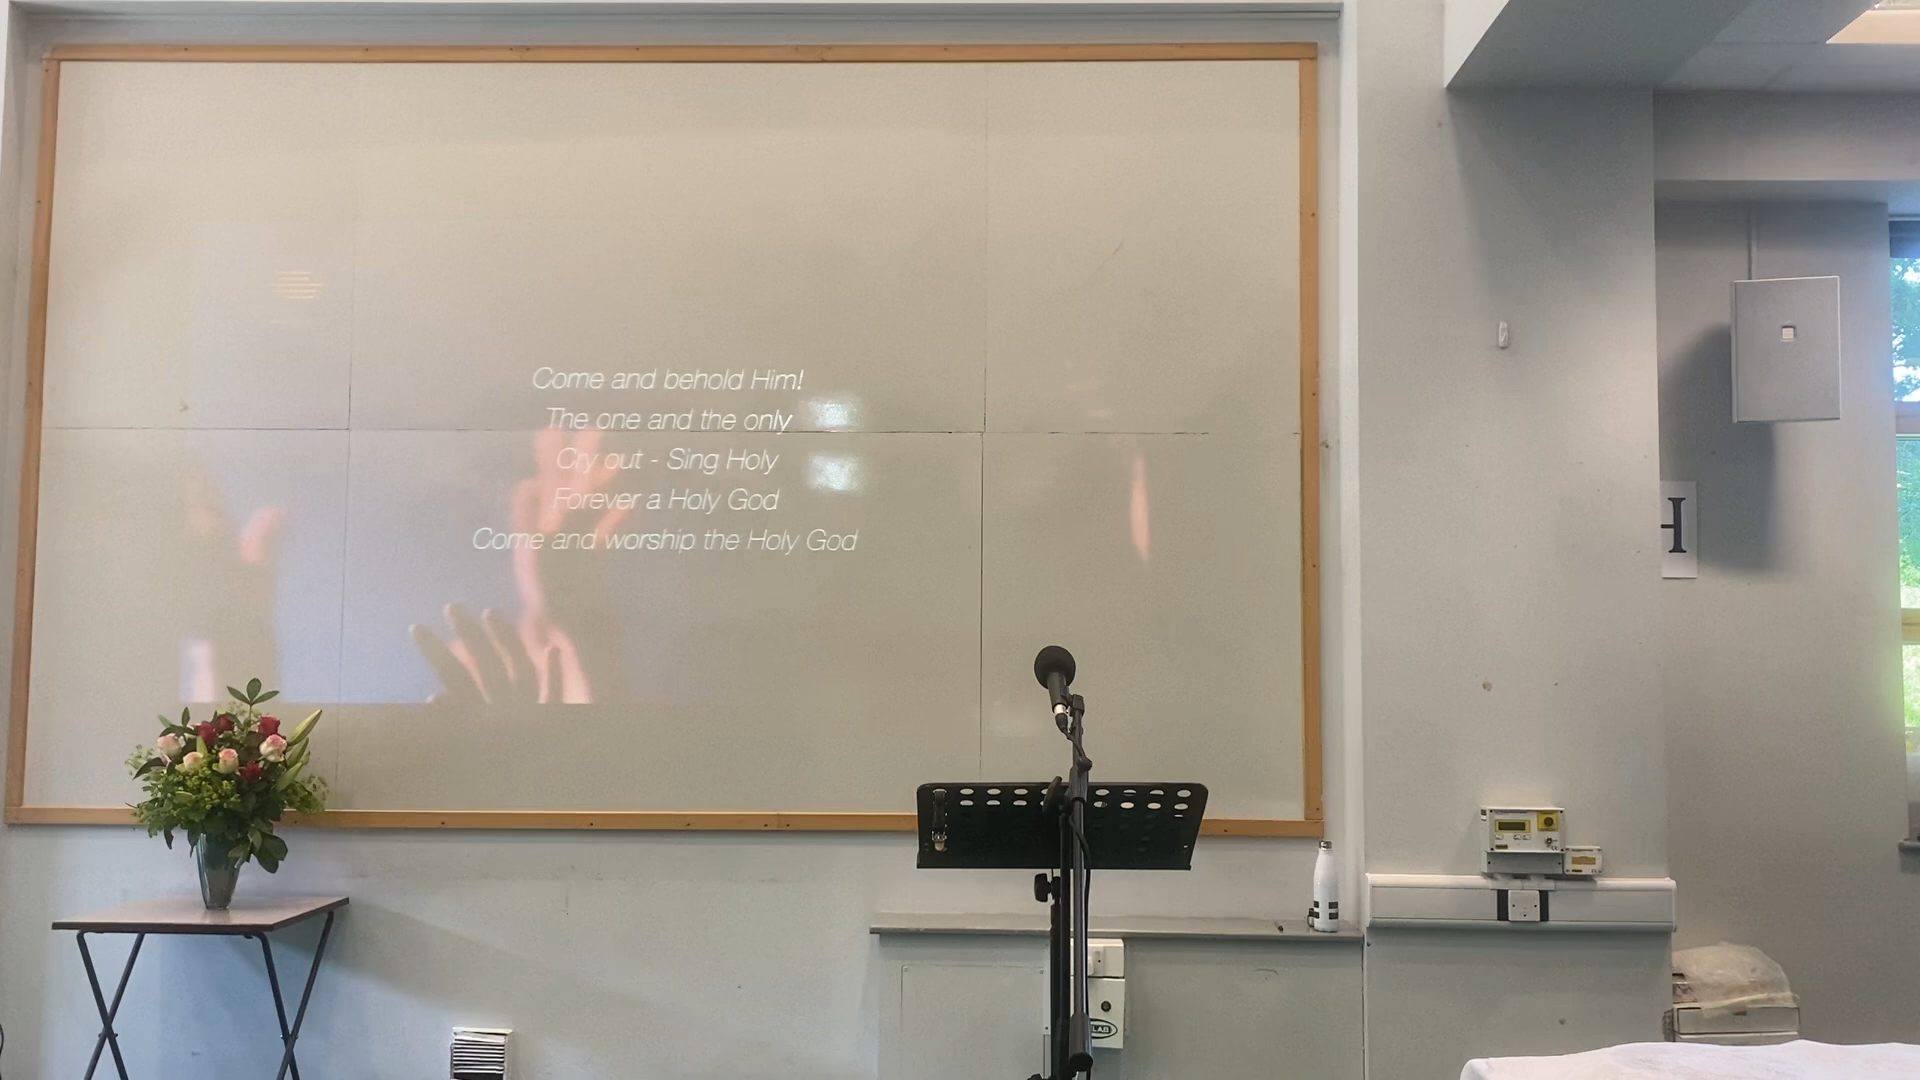 Come and behold Him!
The one and the only
Cry out - Sing Holy
Forever a Holy God
Come and worship the Holy God
H
LAB